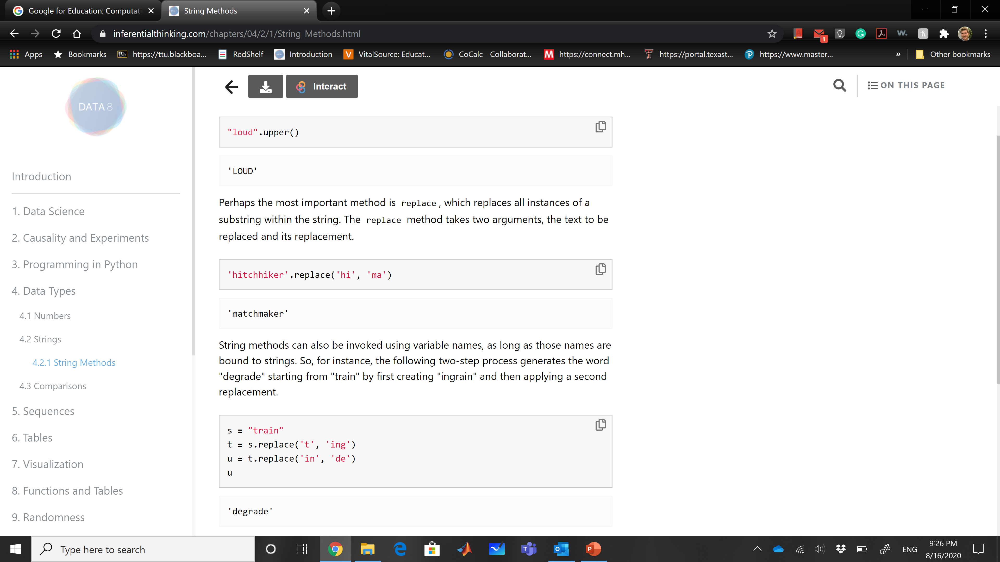 Google for Education: Computati
String Methods
inferentialthinking.com/chapters/04/2/1/String_Methods.html
1
Apps
Bookmarks
Bb
https://ttu.blackboa...
RedShelf
Introduction
VitalSource: Educat...
CoCalc - Collaborat...
https://connect.mh...
https://portal.texast...
https://www.master...
»
Other bookmarks
DATA 8
Interact
ON THIS PAGE
Introduction
1. Data Science
2. Causality and Experiments
3. Programming in Python
4. Data Types
4.1 Numbers
4.2 Strings
4.2.1 String Methods
4.3 Comparisons
5. Sequences
6. Tables
7. Visualization
8. Functions and Tables
9. Randomness
"loud".upper()
'LOUD'
Perhaps the most important method is replace, which replaces all instances of a
substring within the string. The replace method takes two arguments, the text to be
replaced and its replacement.
'hitchhiker'.replace('hi', 'ma')
'matchmaker'
String methods can also be invoked using variable names, as long as those names are
bound to strings. So, for instance, the following two-step process generates the word
"degrade" starting from "train" by first creating "ingrain" and then applying a second
replacement.
s = "train"
t = s.replace('t', 'ing')
u = t.replace('in', 'de')
u
'degrade'
Type here to search
ENG
9:26 PM
8/16/2020